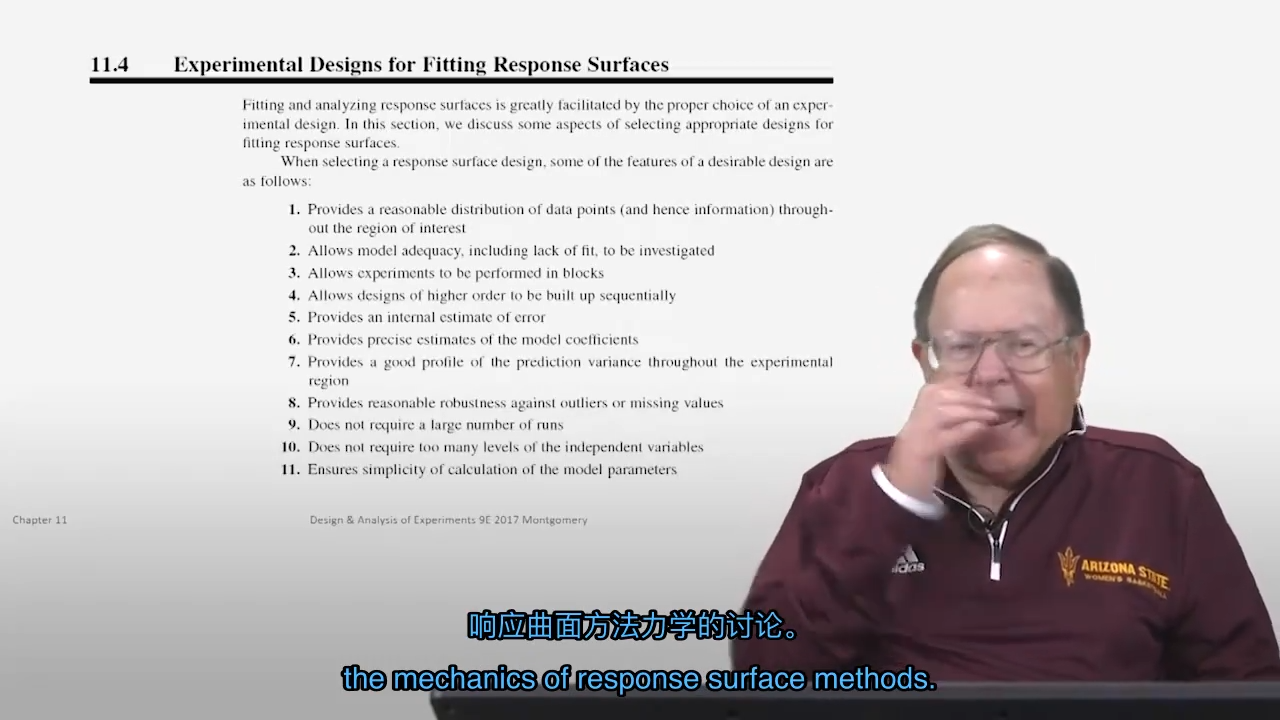 11.4 Experimental Designs for Fitting Response Surfaces
Fitting and analyzing response surfaces is greatly facilitated by the proper choice of an exper-
imental design. In this section, we discuss some aspects of selecting appropriate designs for
fitting response surfaces.
When selecting a response surface design, some of the features of a desirable design are
as follows:
1. Provides a reasonable distribution of data points (and hence information) through-
out the region of interest
2. Allows model adequacy, including lack of fit, to be investigated
3. Allows experiments to be performed in blocks
4. Allows designs of higher order to be built up sequentially
5. Provides an internal estimate of error
6. Provides precise estimates of the model coefficients
7. Provides a good profile of the prediction variance throughout the experimental
region
8. Provides reasonable robustness against outliers or missing values
9. Does not require a large number of runs
10. Does not require too many levels of the independent variables
11. Ensures simplicity of calculation of the model parameters
Chapter 11
Design & Analysis of Experiments 9E 2017 Montgomery
adidas
ARIZONA STATE
WOMEN'S BASKETBALL
响应曲面方法力学的讨论。
the mechanics of response surface methods.